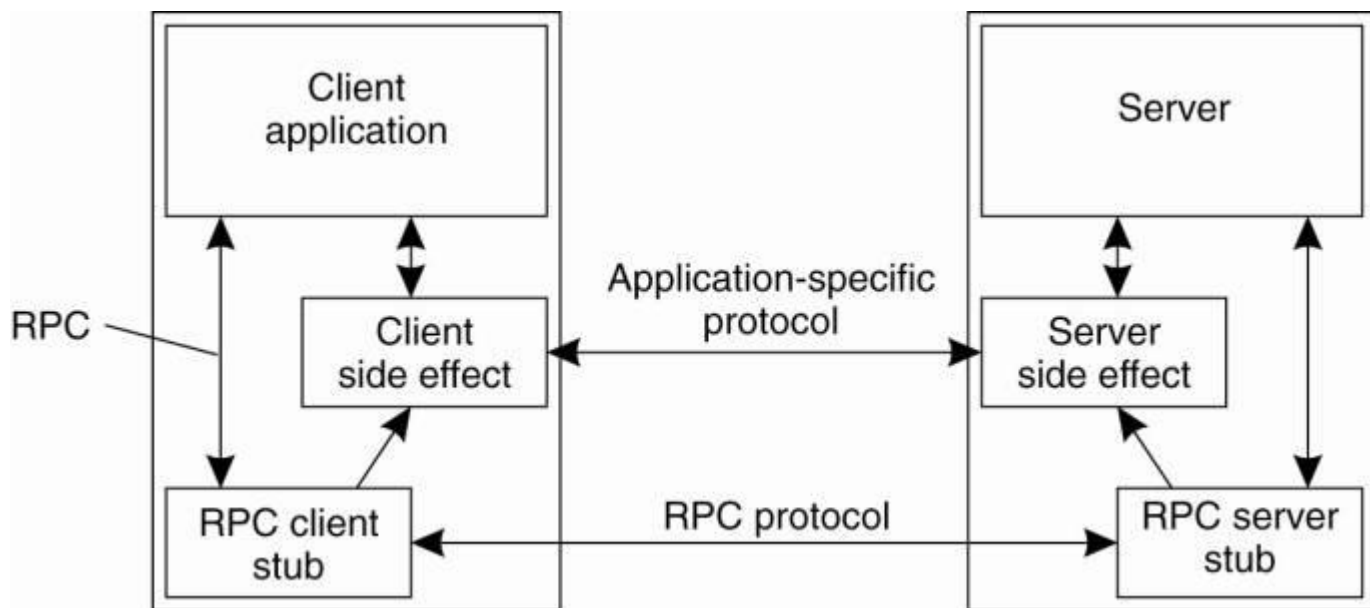 Client
application
Server
Application-specific
protocol
RPC
Client
side effect
Server
side effect
RPC client
stub
RPC protocol
RPC server
stub